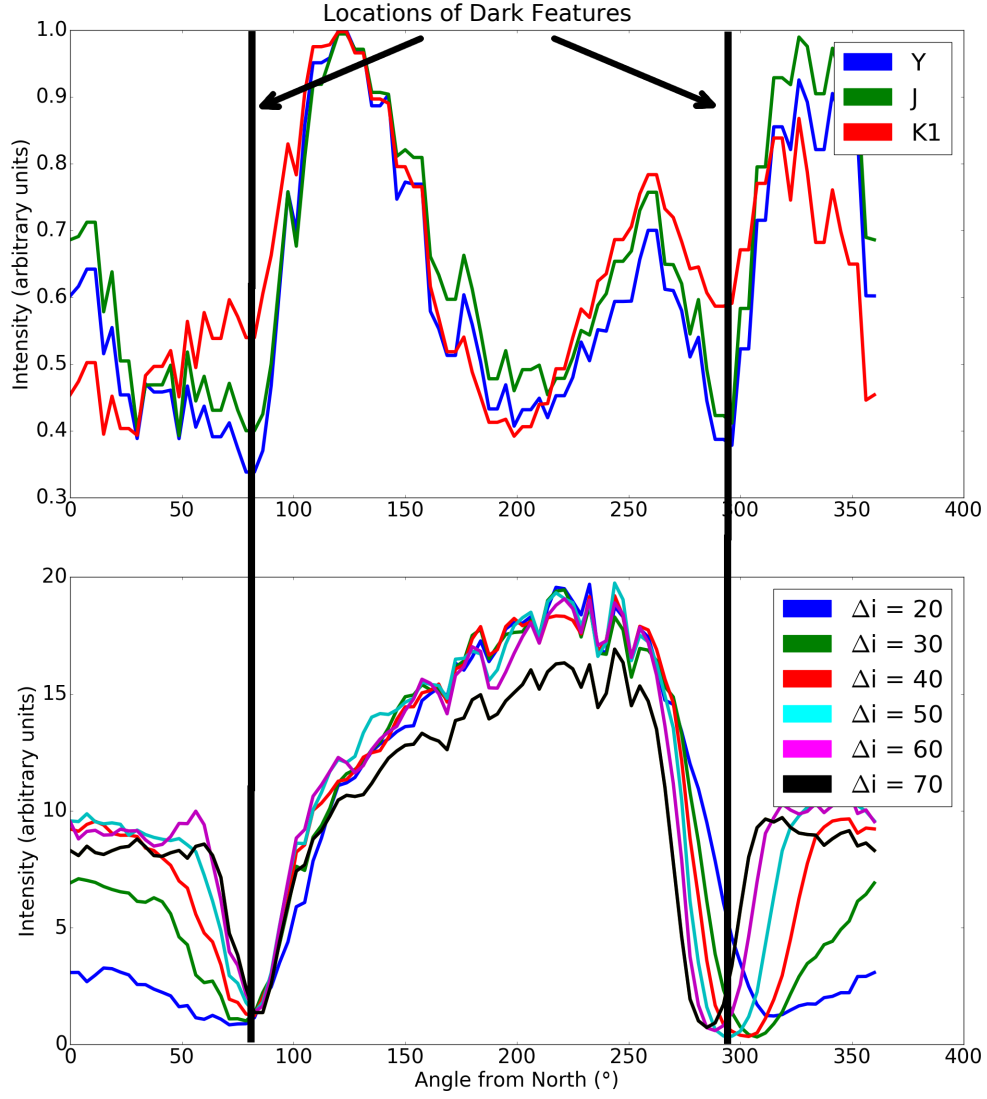 Locations of Dark Features
Intensity (arbitrary units)
1.0
0.9
0.8
0.7
0.6
0.5
0.4
0.3
0
50
100
150
200
250
300
350
400
Y
J
K1
Intensity (arbitrary units)
20
15
10
5
0
0
50
100
150
200
250
300
350
400
Δi = 20
Δi = 30
Δi = 40
Δi = 50
Δi = 60
Δi = 70
Angle from North (°)